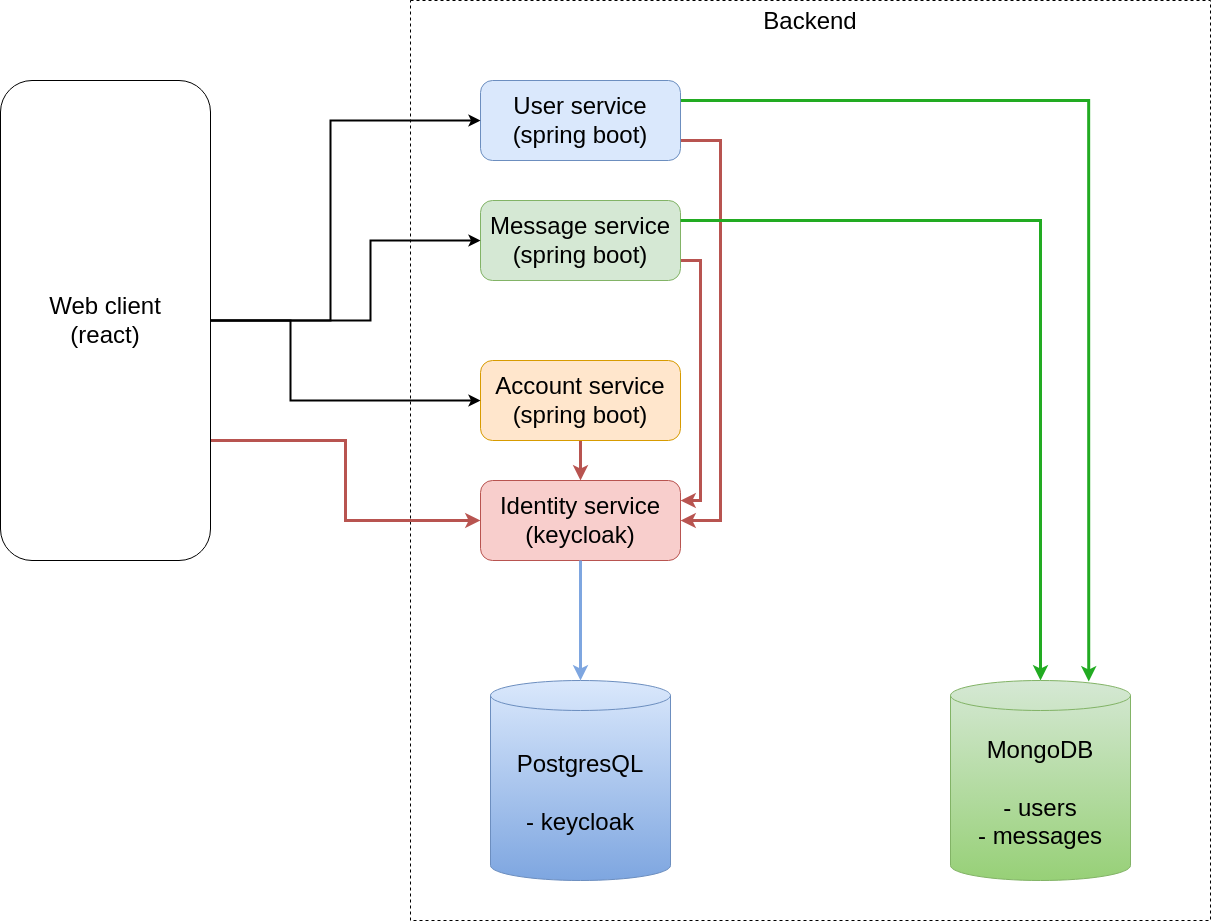 Backend
User service
(spring boot)
Message service
(spring boot)
Web client
(react)
Account service
(spring boot)
Identity service
(keycloak)
PostgresQL
- keycloak
MongoDB
- users
- messages